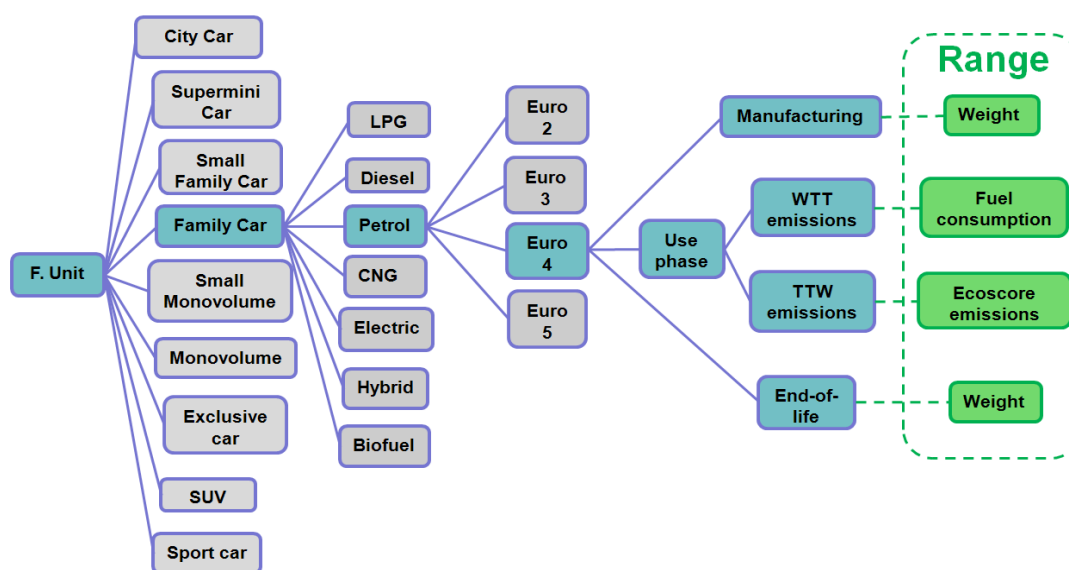 F. Unit
City Car
Supermini
Car
Small
Family Car
Family Car
Small
Monovolume
Monovolume
Exclusive
car
SUV
Sport car
LPG
Diesel
Petrol
CNG
Electric
Hybrid
Biofuel
Euro
2
Euro
3
Euro
4
Euro
5
Manufacturing
Use
phase
WTT
emissions
TTW
emissions
End-of-
life
Range
Weight
Fuel
consumption
Ecoscore
emissions
Weight